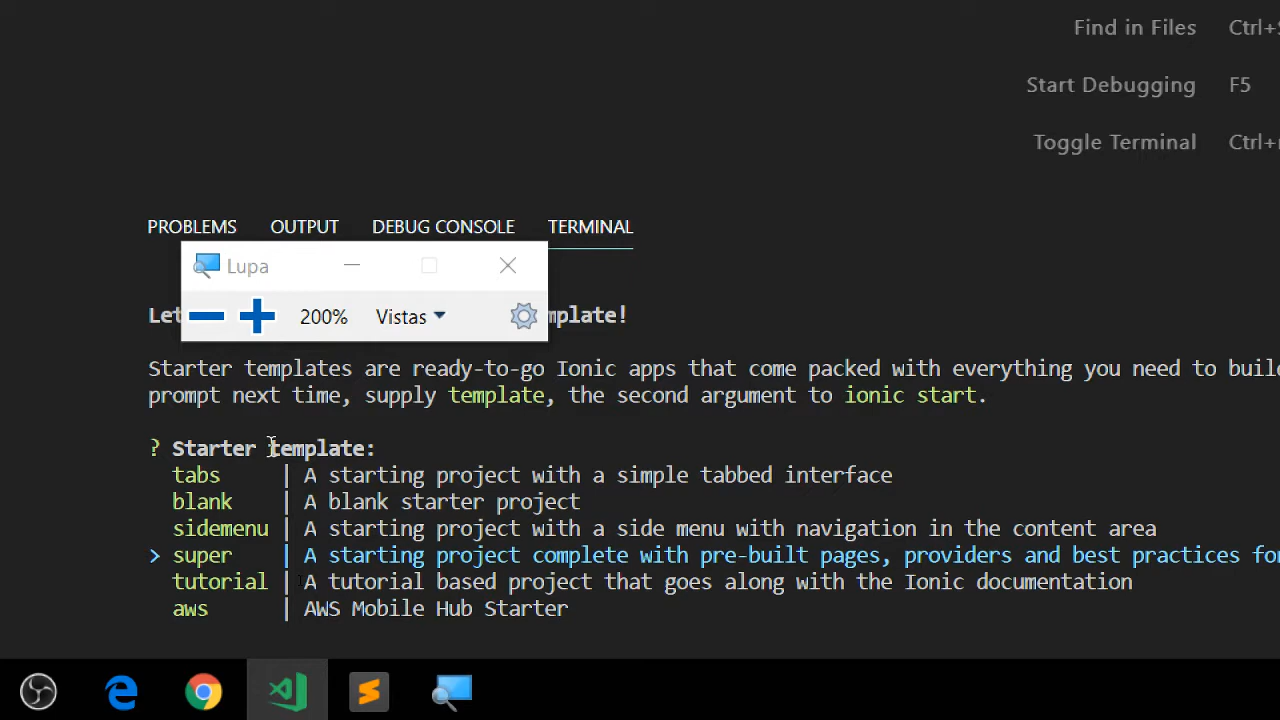 Find in Files Ctrl+S
Start Debugging F5
Toggle Terminal Ctrl+
PROBLEMS OUTPUT DEBUG CONSOLE TERMINAL
Lupa
200% Vistas
Let mplate!
Starter templates are ready-to-go Ionic apps that come packed with everything you need to build
prompt next time, supply template, the second argument to ionic start.
? Starter template:
tabs | A starting project with a simple tabbed interface
blank | A blank starter project
sidemenu | A starting project with a side menu with navigation in the content area
> super | A starting project complete with pre-built pages, providers and best practices for
tutorial | A tutorial based project that goes along with the Ionic documentation
aws | AWS Mobile Hub Starter